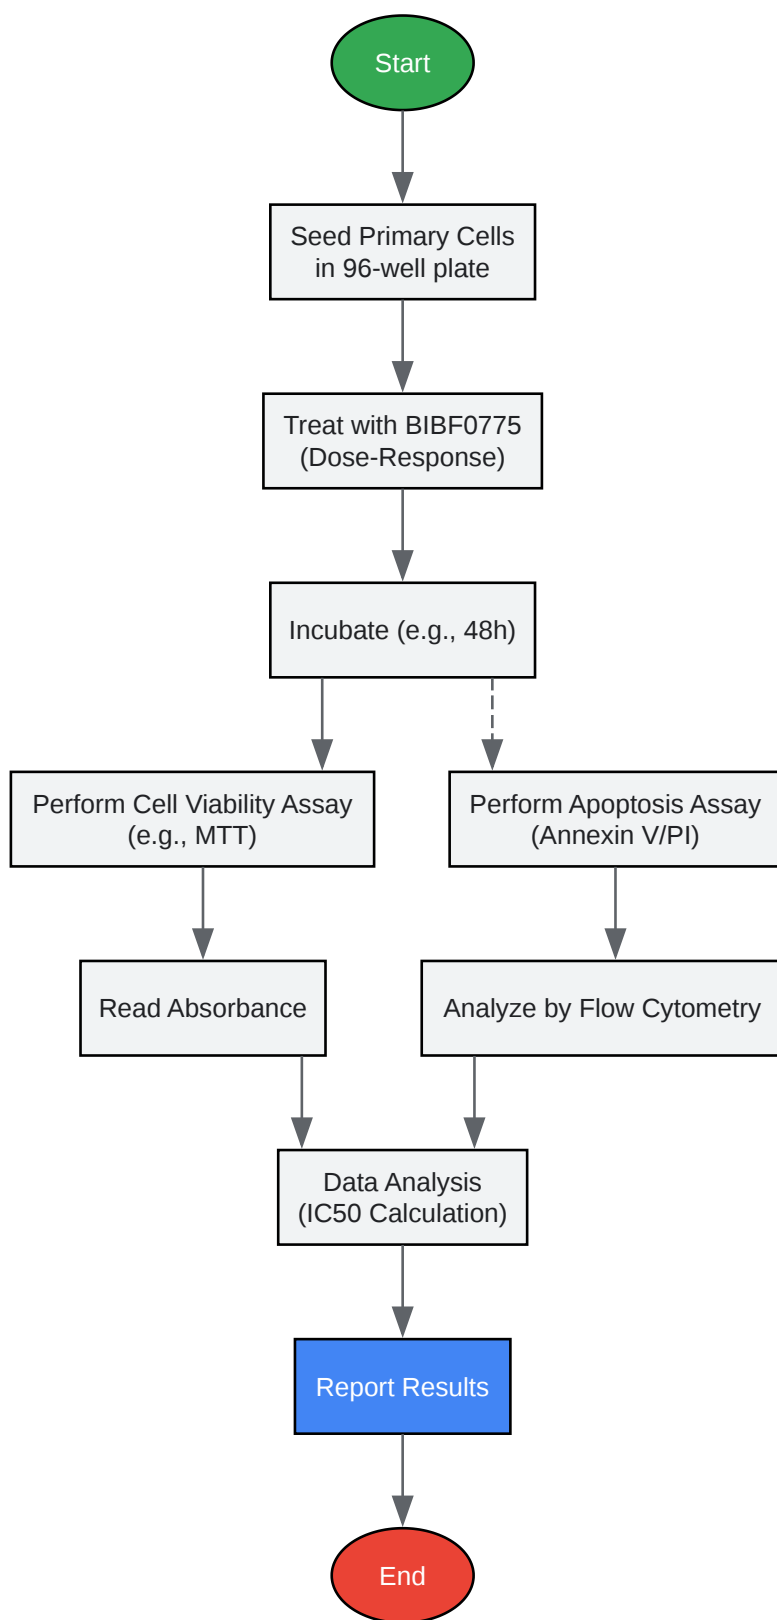 Start
Seed Primary Cells
in 96-well plate
Treat with BIBF0775
(Dose-Response)
Incubate (e.g., 48h)
Perform Cell Viability Assay
(e.g., MTT)
Perform Apoptosis Assay
(Annexin V/PI)
Read Absorbance
Analyze by Flow Cytometry
Data Analysis
(IC50 Calculation)
Report Results
End